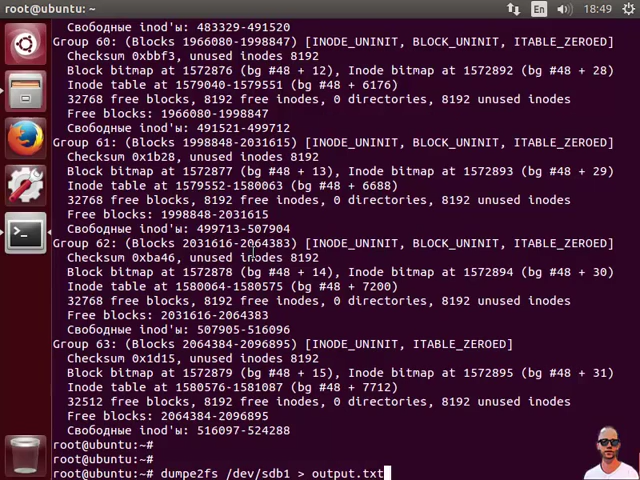 root@ubuntu: ~
En
18:49
Свободные inod'ы: 483329-491520
Group 60: (Blocks 1966080-1998847) [INODE_UNINIT, BLOCK_UNINIT, ITABLE_ZEROED]
Checksum 0xbbf3, unused inodes 8192
Block bitmap at 1572876 (bg #48 + 12), Inode bitmap at 1572892 (bg #48 + 28)
Inode table at 1579040-1579551 (bg #48 + 6176)
32768 free blocks, 8192 free inodes, 0 directories, 8192 unused inodes
Free blocks: 1966080-1998847
Свободные inod'ы: 491521-499712
Group 61: (Blocks 1998848-2031615) [INODE_UNINIT, BLOCK_UNINIT, ITABLE_ZEROED]
Checksum 0x1b28, unused inodes 8192
Block bitmap at 1572877 (bg #48 + 13), Inode bitmap at 1572893 (bg #48 + 29)
Inode table at 1579552-1580063 (bg #48 + 6688)
32768 free blocks, 8192 free inodes, 0 directories, 8192 unused inodes
Free blocks: 1998848-2031615
Свободные inod'ы: 499713-507904
Group 62: (Blocks 2031616-2064383) [INODE_UNINIT, BLOCK_UNINIT, ITABLE_ZEROED]
Checksum 0xba46, unused inodes 8192
Block bitmap at 1572878 (bg #48 + 14), Inode bitmap at 1572894 (bg #48 + 30)
Inode table at 1580064-1580575 (bg #48 + 7200)
32768 free blocks, 8192 free inodes, 0 directories, 8192 unused inodes
Free blocks: 2031616-2064383
Свободные inod'ы: 507905-516096
Group 63: (Blocks 2064384-2096895) [INODE_UNINIT, ITABLE_ZEROED]
Checksum 0x1d15, unused inodes 8192
Block bitmap at 1572879 (bg #48 + 15), Inode bitmap at 1572895 (bg #48 + 31)
Inode table at 1580576-1581087 (bg #48 + 7712)
32512 free blocks, 8192 free inodes, 0 directories, 8192 unused inodes
Free blocks: 2064384-2096895
Свободные inod'ы: 516097-524288
root@ubuntu:~#
root@ubuntu:~#
root@ubuntu:~# dumpe2fs /dev/sdb1 > output.txt